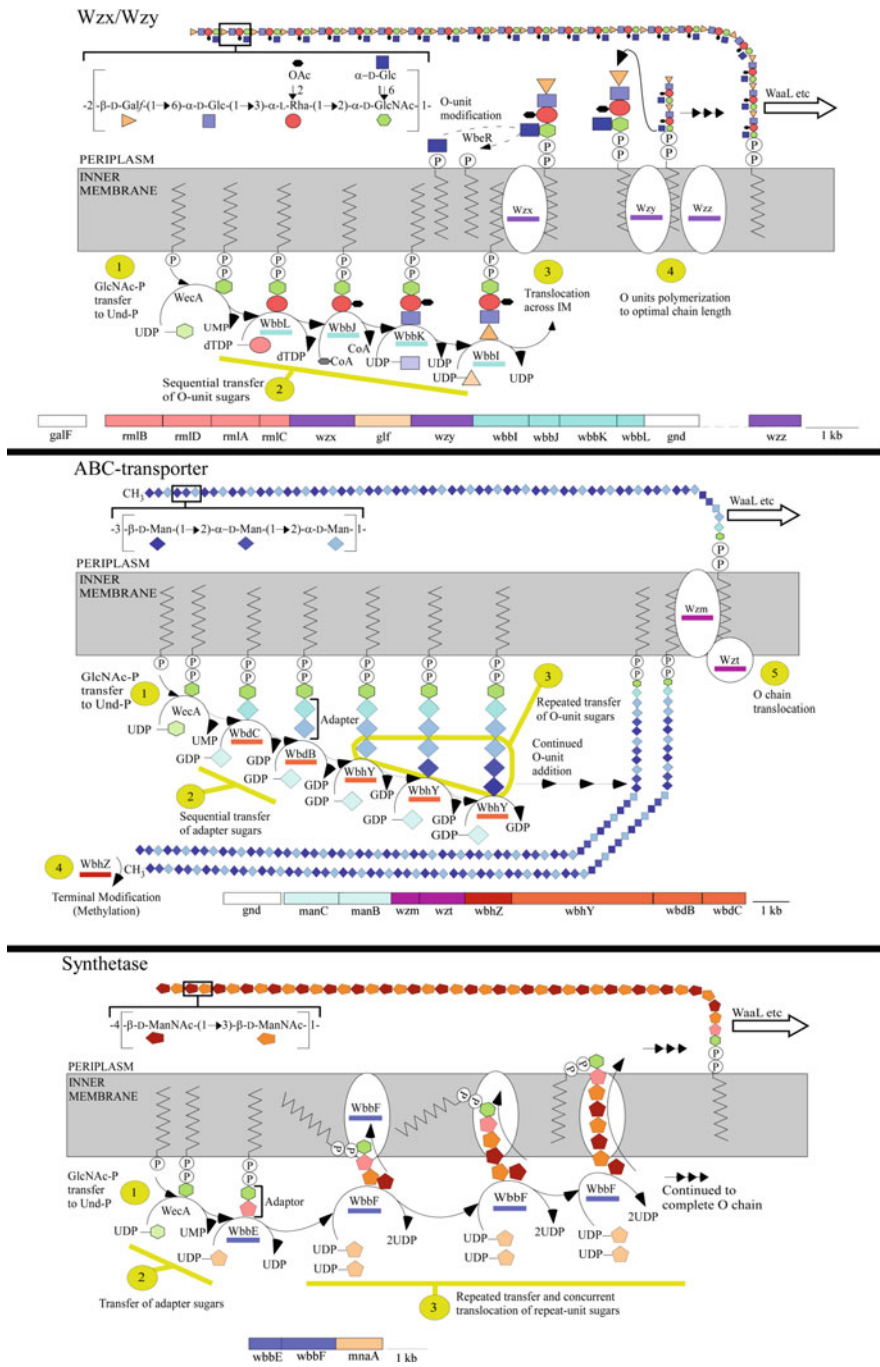 Wzx/Wzy
OAc
α-D-Glc
2
1 6
-2 -β-D-Galf-(1 6)-α-D-Glc-(1 3)-α-L-Rha-(1 2)-α-D-GlcNAc- 1-
O-unit
modification
WbeR
WaaL etc
P P P P P P
P P P P
PERIPLASM
INNER
MEMBRANE
Wzx
Wzy
Wzz
P P P P P P
P P P P P
1
GlcNAc-P
transfer
to Und-P
WecA
UDP
UMP
WbbL
dTDP
dTDP
WbbJ
CoA
CoA
WbbK
UDP
UDP
WbbI
UDP
UDP
3
Translocation
across IM
4
O units polymerization
to optimal chain length
Sequential transfer
of O-unit sugars
2
galF rmlB rmlD rmlA rmlC wzx glf wzy wbbI wbbJ wbbK wbbL gnd wzz 1 kb
ABC-transporter
CH3
-3 -β-D-Man-(1 2)-α-D-Man-(1 2)-α-D-Man- 1-
WaaL etc
P
P
PERIPLASM
INNER
MEMBRANE
Wzm
Wzt
P P P P P P P P
P P P P P P P
5
O chain
translocation
GlcNAc-P
transfer
to Und-P
1
WecA
UDP
UMP
Adapter
WbdC
GDP
GDP
WbdB
GDP
GDP
WbhY
GDP
GDP
WbhY
GDP
GDP
WbhY
GDP
GDP
3
Repeated transfer
of O-unit sugars
Continued
O-unit
addition
2
Sequential transfer
of adapter sugars
4
WbhZ
CH3
Terminal Modification
(Methylation)
gnd manC manB wzm wzt wbhZ wbhY wbdB wbdC 1 kb
Synthetase
-4 -β-D-ManNAc-(1 3)-β-D-ManNAc- 1-
WaaL etc
P P
P
P
PERIPLASM
INNER
MEMBRANE
WbbF
P P
P P
P P P
P P
GlcNAc-P
transfer
to Und-P
1
WecA
UDP
UMP
Adaptor
WbbE
UDP
UDP
WbbF
UDP
UDP
2UDP
WbbF
UDP
UDP
2UDP
WbbF
UDP
UDP
2UDP
Continued to
complete O chain
2
Transfer of adapter sugars
3
Repeated transfer and concurrent
translocation of repeat-unit sugars
wbbE wbbF mnaA 1 kb